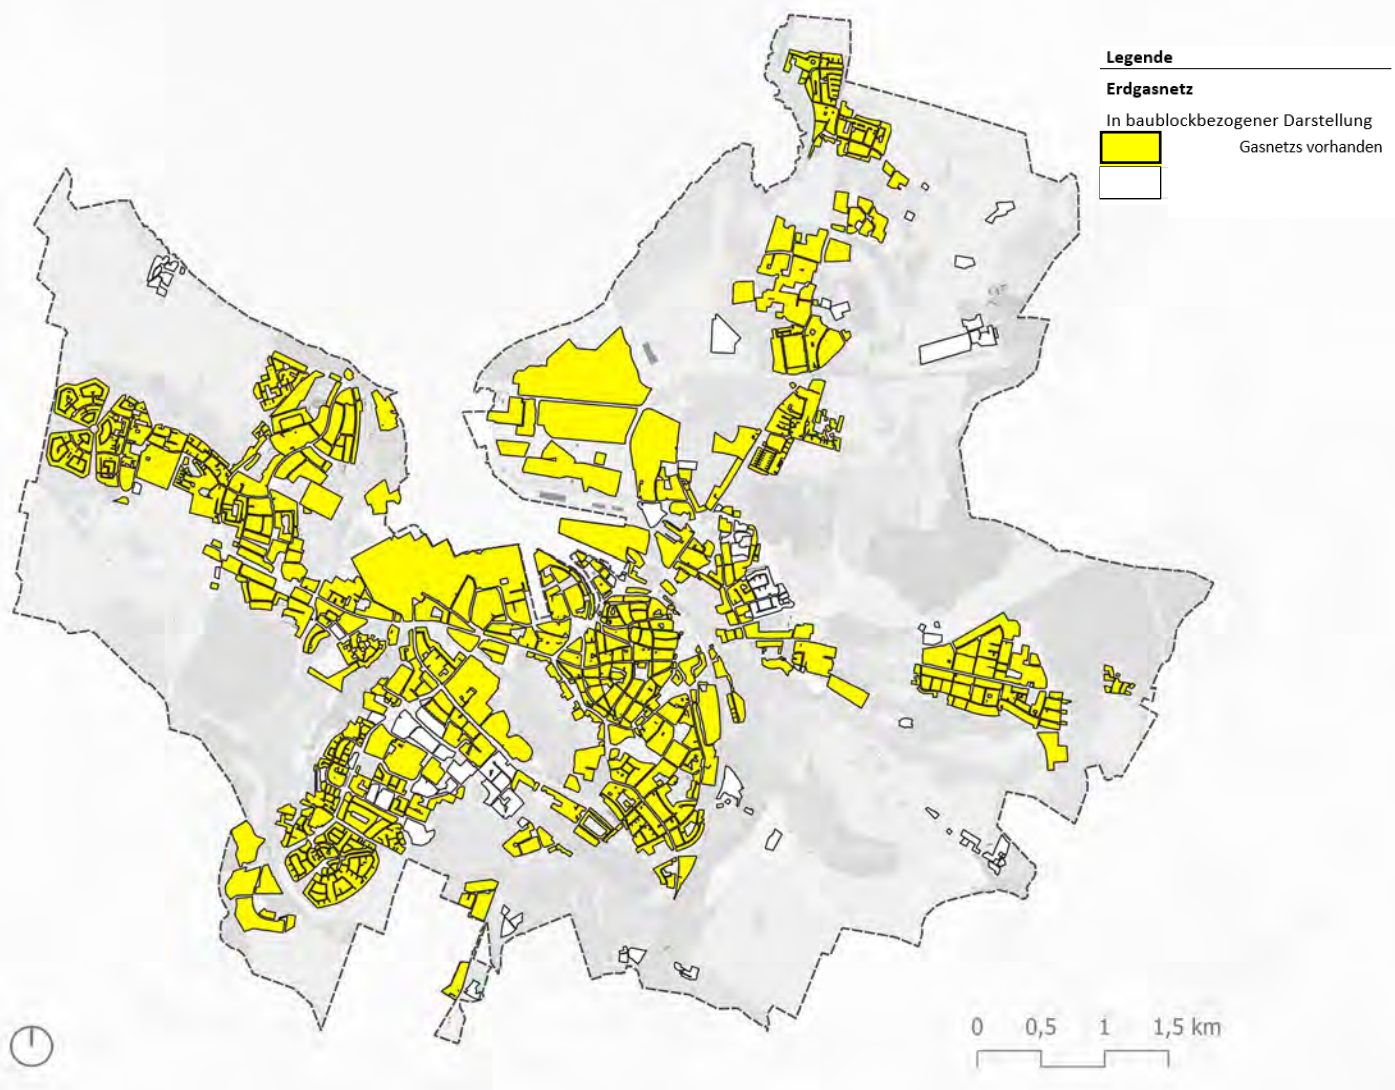 Legende
Erdgasnetz
In baublockbezogener Darstellung
Gasnetzs vorhanden
0 0,5 1 1,5 km